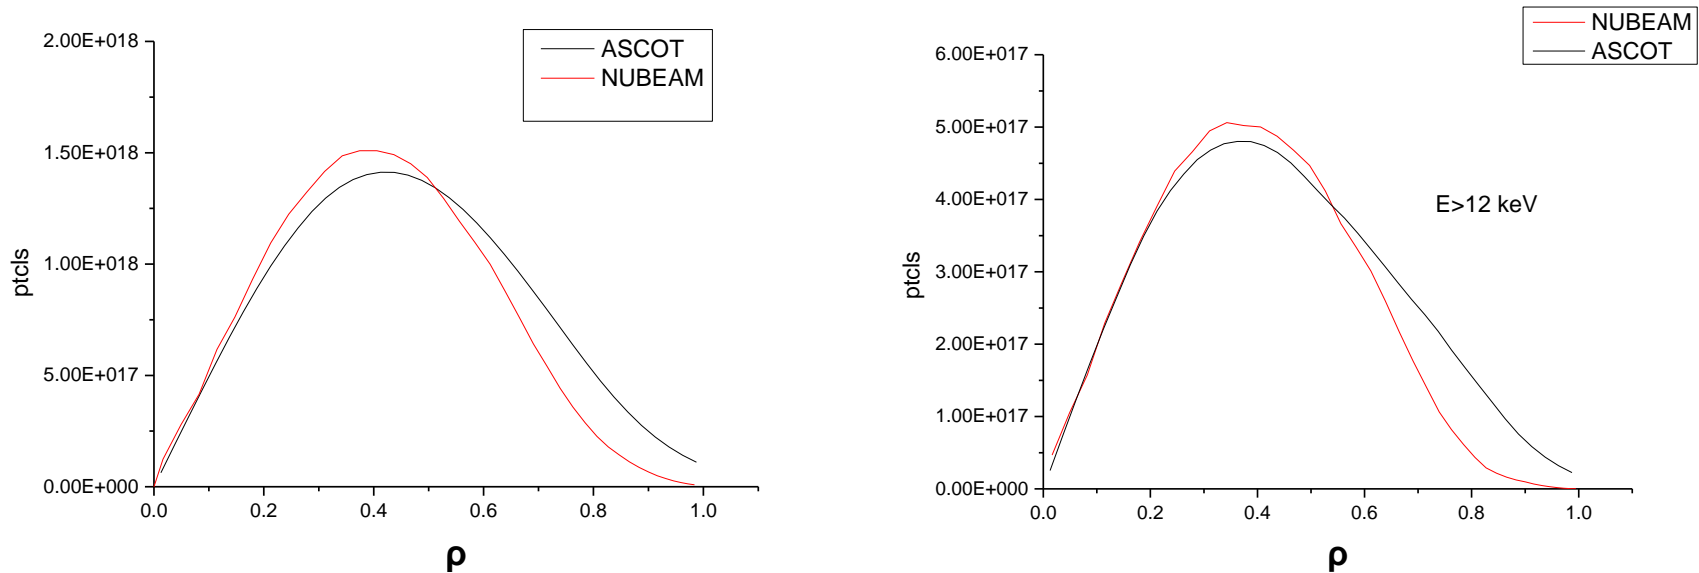 ASCOT
NUBEAM
2.00E+018
1.50E+018
1.00E+018
5.00E+017
0.00E+000
ptcls
0.0 0.2 0.4 0.6 0.8 1.0
ρ
NUBEAM
ASCOT
6.00E+017
5.00E+017
4.00E+017
3.00E+017
2.00E+017
1.00E+017
0.00E+000
ptcls
E>12 keV
0.0 0.2 0.4 0.6 0.8 1.0
ρ